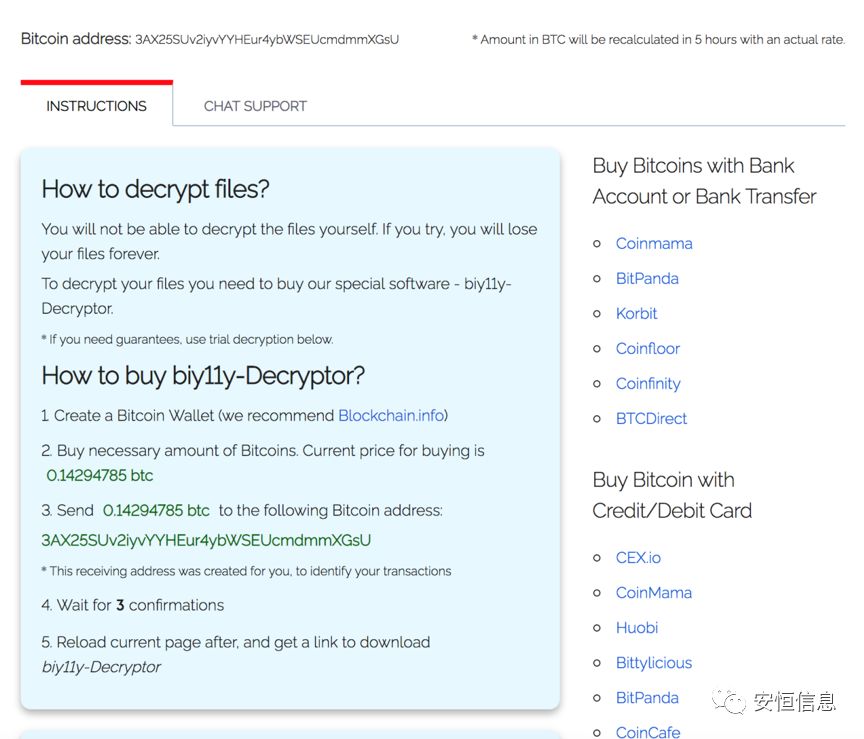 Bitcoin address: 3AX25SUv2iyvYYHEur4ybWSEUcmdmmXGsU
* Amount in BTC will be recalculated in 5 hours with an actual rate.
INSTRUCTIONS
CHAT SUPPORT
How to decrypt files?
You will not be able to decrypt the files yourself. If you try, you will lose
your files forever.
To decrypt your files you need to buy our special software - biy11y-
Decryptor.
* If you need guarantees, use trial decryption below.
How to buy biy11y-Decryptor?
1. Create a Bitcoin Wallet (we recommend Blockchain.info)
2. Buy necessary amount of Bitcoins. Current price for buying is
0.14294785 btc
3. Send 0.14294785 btc to the following Bitcoin address:
3AX25SUv2iyvYYHEur4ybWSEUcmdmmXGsU
* This receiving address was created for you, to identify your transactions
4. Wait for 3 confirmations
5. Reload current page after, and get a link to download
biy11y-Decryptor
Buy Bitcoins with Bank
Account or Bank Transfer
Coinmama
BitPanda
Korbit
Coinfloor
Coinfinity
BTCDirect
Buy Bitcoin with
Credit/Debit Card
CEX.io
CoinMama
Huobi
Bittylicious
BitPanda
CoinCafe
安恒信息